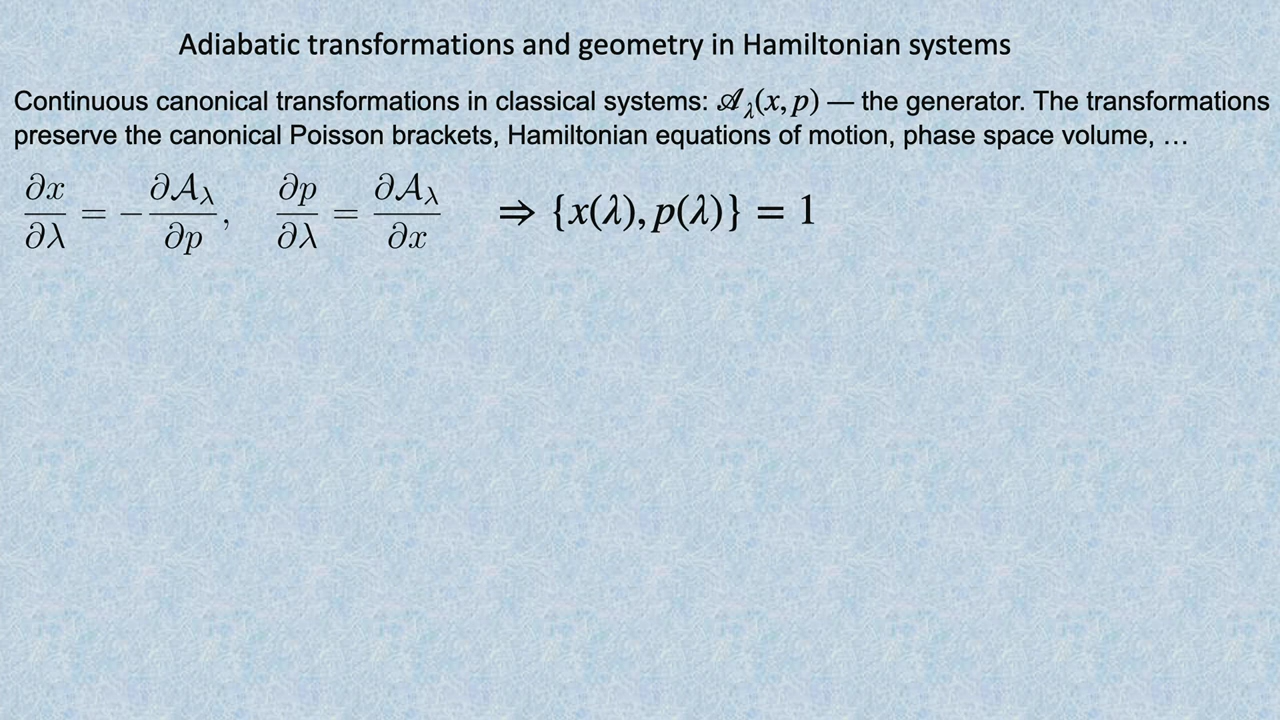 Adiabatic transformations and geometry in Hamiltonian systems
Continuous canonical transformations in classical systems: 𝒜_λ(x, p) — the generator. The transformations
preserve the canonical Poisson brackets, Hamiltonian equations of motion, phase space volume, …
∂x/∂λ = −∂𝒜_λ/∂p, ∂p/∂λ = ∂𝒜_λ/∂x ⇒ {x(λ), p(λ)} = 1